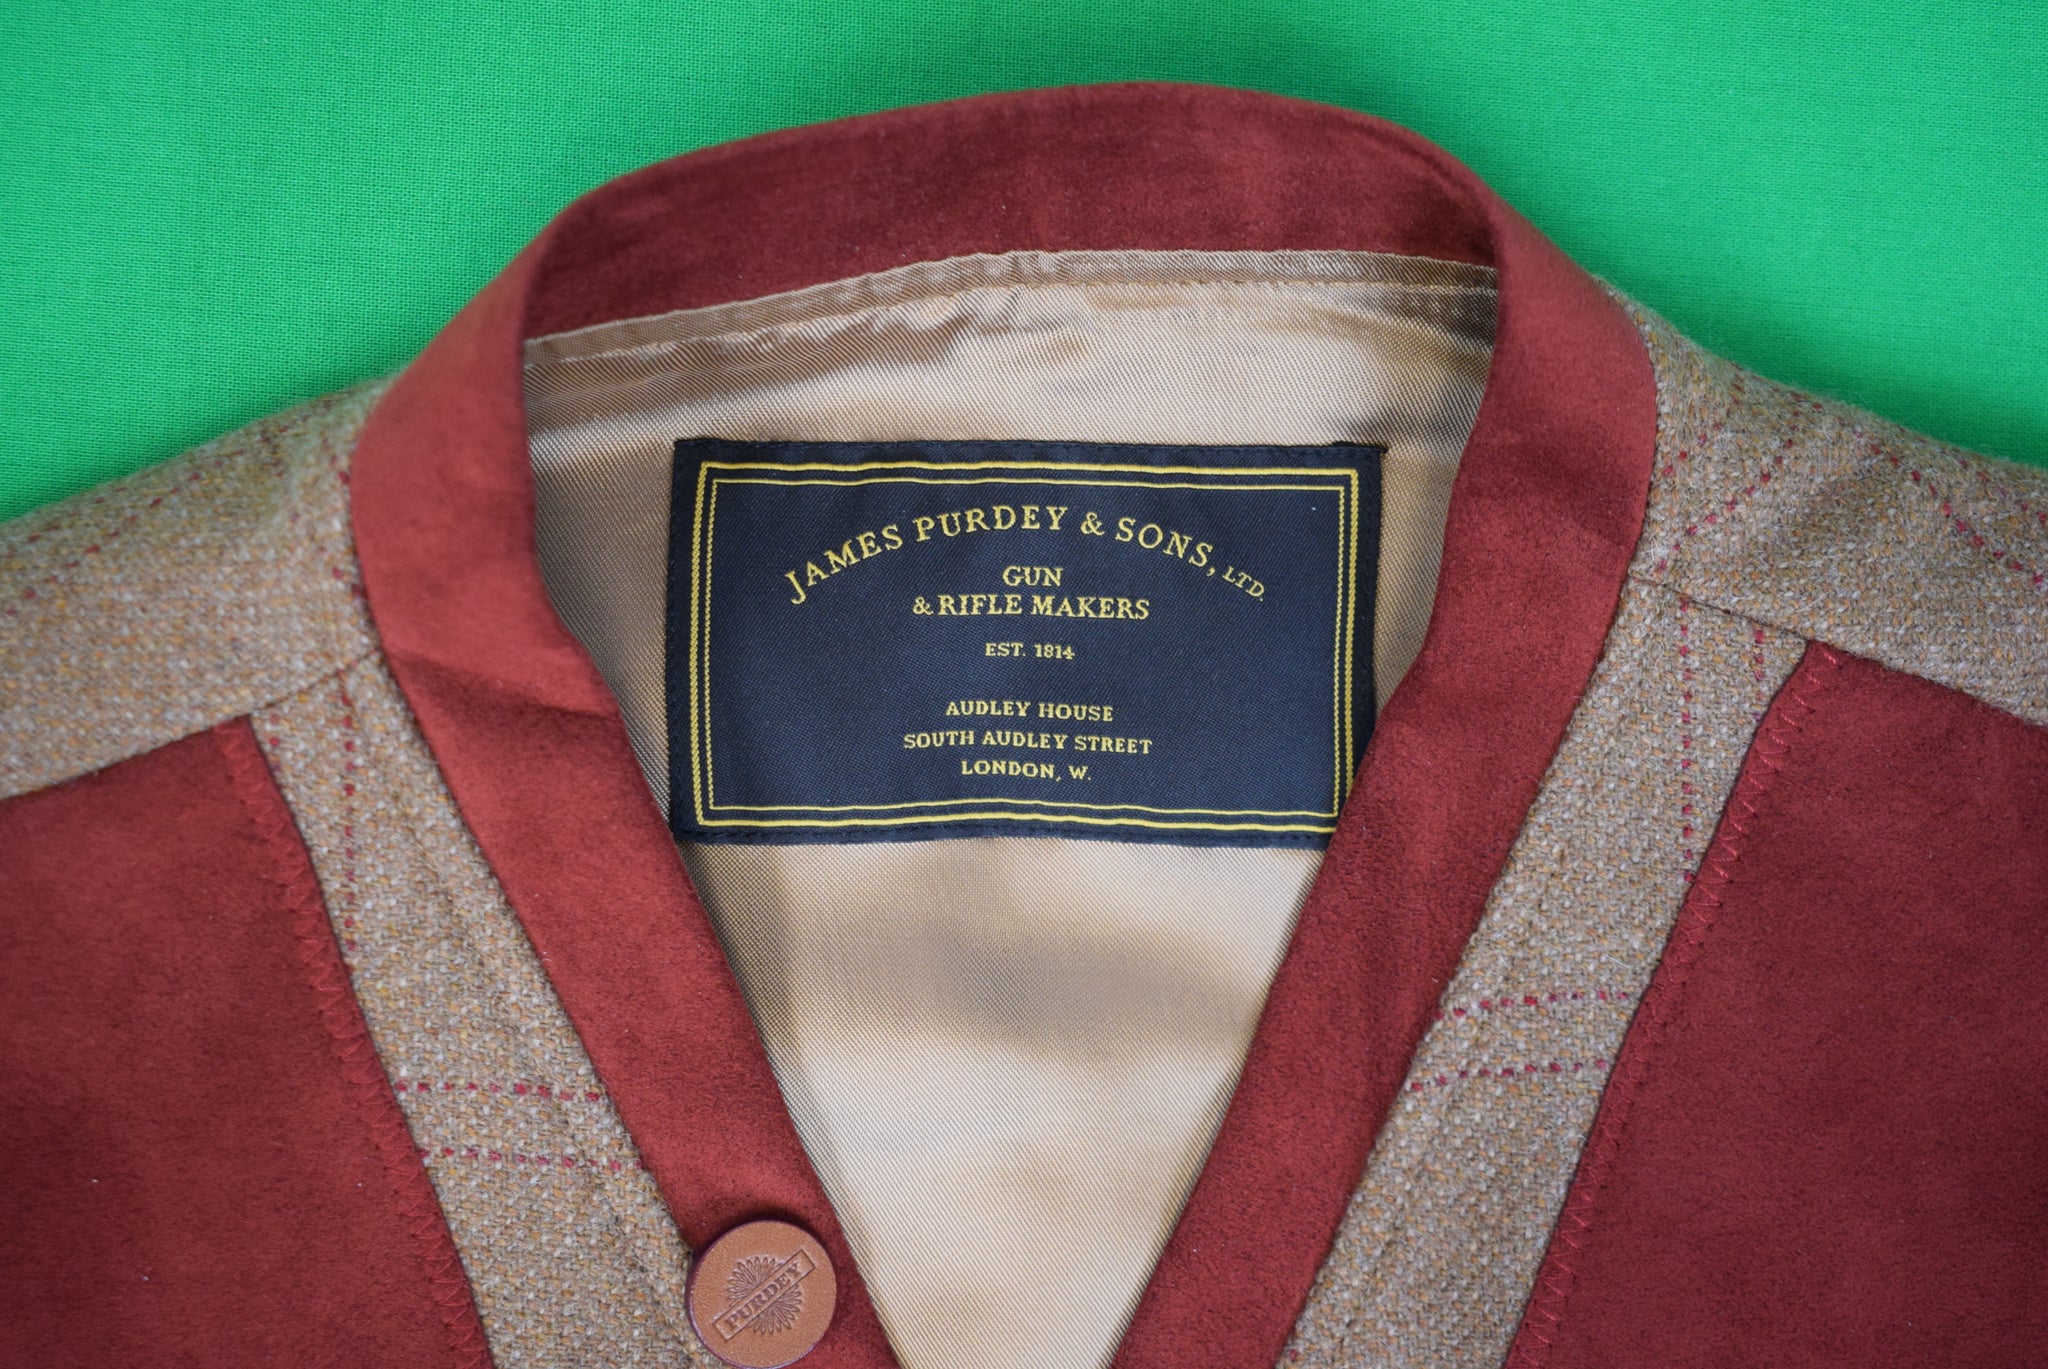 JAMES PURDEY & SONS, LTD.
GUN
& RIFLE MAKERS
EST. 1814
AUDLEY HOUSE
SOUTH AUDLEY STREET
LONDON, W.
PURDEY